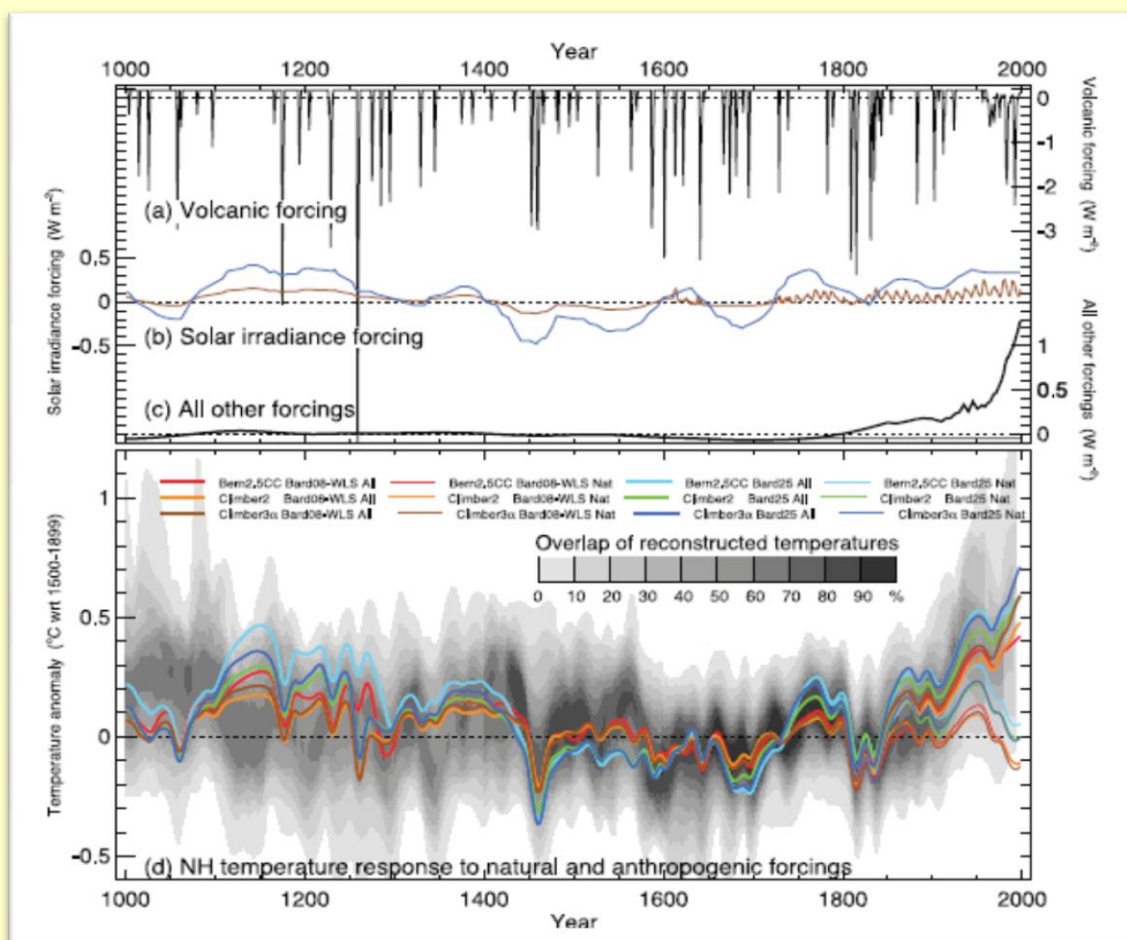 Year
1000 1200 1400 1600 1800 2000
0
-1
-2
-3
Volcanic forcing (W m⁻²)
(a) Volcanic forcing
0.5
0
-0.5
Solar irradiance forcing (W m⁻²)
(b) Solar irradiance forcing
1
0.5
0
All other forcings (W m⁻²)
(c) All other forcings
Bern2.5CC Bard08-WLS All Bern2.5CC Bard08-WLS Nat Bern2.5CC Bard25 All Bern2.5CC Bard25 Nat
Climber2 Bard08-WLS All Climber2 Bard08-WLS Nat Climber2 Bard25 All Climber2 Bard25 Nat
Climber3α Bard08-WLS All Climber3α Bard08-WLS Nat Climber3α Bard25 All Climber3α Bard25 Nat
Overlap of reconstructed temperatures
0 10 20 30 40 50 60 70 80 90 %
1
0.5
0
-0.5
Temperature anomaly (°C wrt 1500-1899)
(d) NH temperature response to natural and anthropogenic forcings
1000 1200 1400 1600 1800 2000
Year